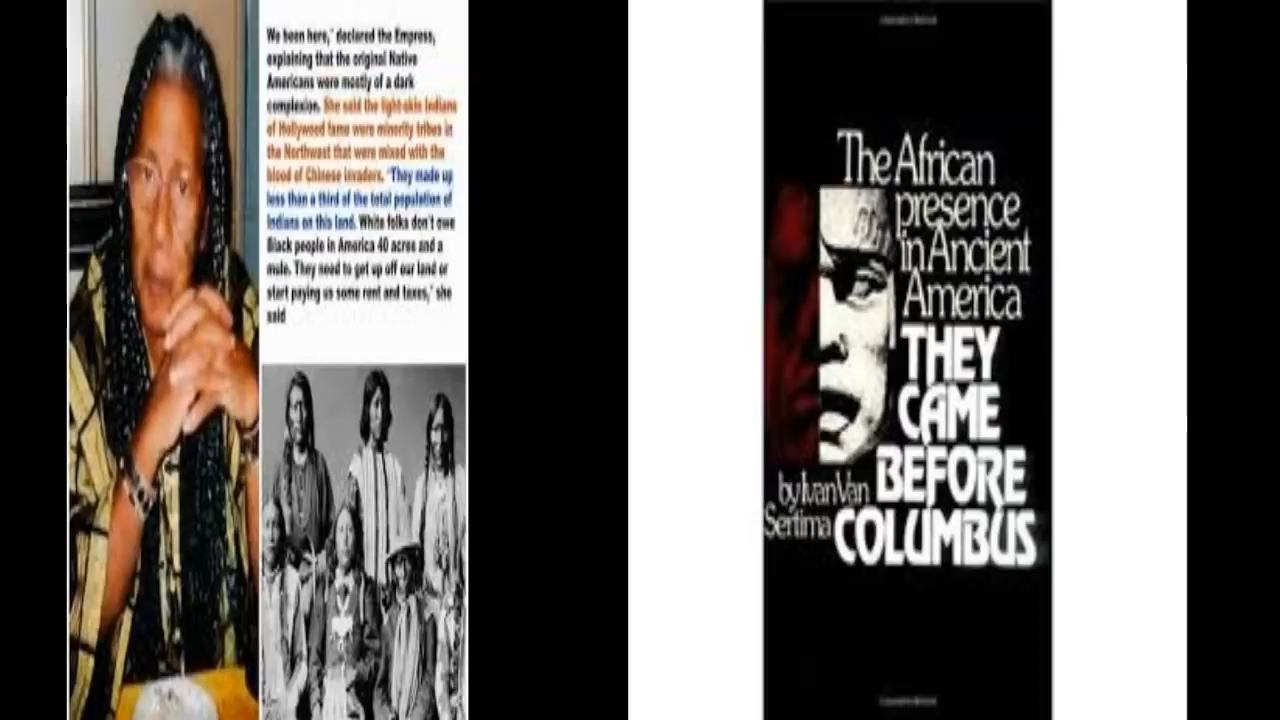 We been here,' declared the Empress,
explaining that the original Native
Americans were mostly of a dark
complexion. She said the light-skin Indians
of Hollywood fame were minority tribes in
the Northwest that were mixed with the
blood of Chinese invaders. "They made up
less than a third of the total population of
Indians on this land. White folks don't owe
Black people in America 40 acres and a
mule. They need to get up off our land or
start paying us some rent and taxes,' she
said
The African
presence
in Ancient
America
THEY
CAME
BEFORE
COLUMBUS
by Ivan Van
Sertima